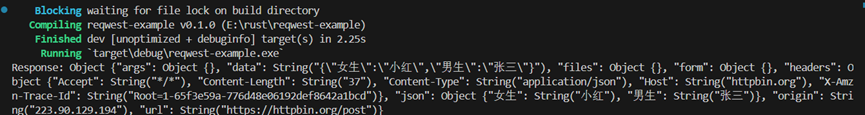 Blocking waiting for file lock on build directory
Compiling reqwest-example v0.1.0 (E:\rust\reqwest-example)
Finished dev [unoptimized + debuginfo] target(s) in 2.25s
Running `target\debug\reqwest-example.exe`
Response: Object {"args": Object {}, "data": String("{\"女生\":\"小红\",\"男生\":\"张三\"}"), "files": Object {}, "form": Object {}, "headers": O
bject {"Accept": String("*/*"), "Content-Length": String("37"), "Content-Type": String("application/json"), "Host": String("httpbin.org"), "X-Amz
n-Trace-Id": String("Root=1-65f3e59a-776d48e06192def8642a1bcd")}, "json": Object {"女生": String("小红"), "男生": String("张三")}, "origin": Stri
ng("223.90.129.194"), "url": String("https://httpbin.org/post")}